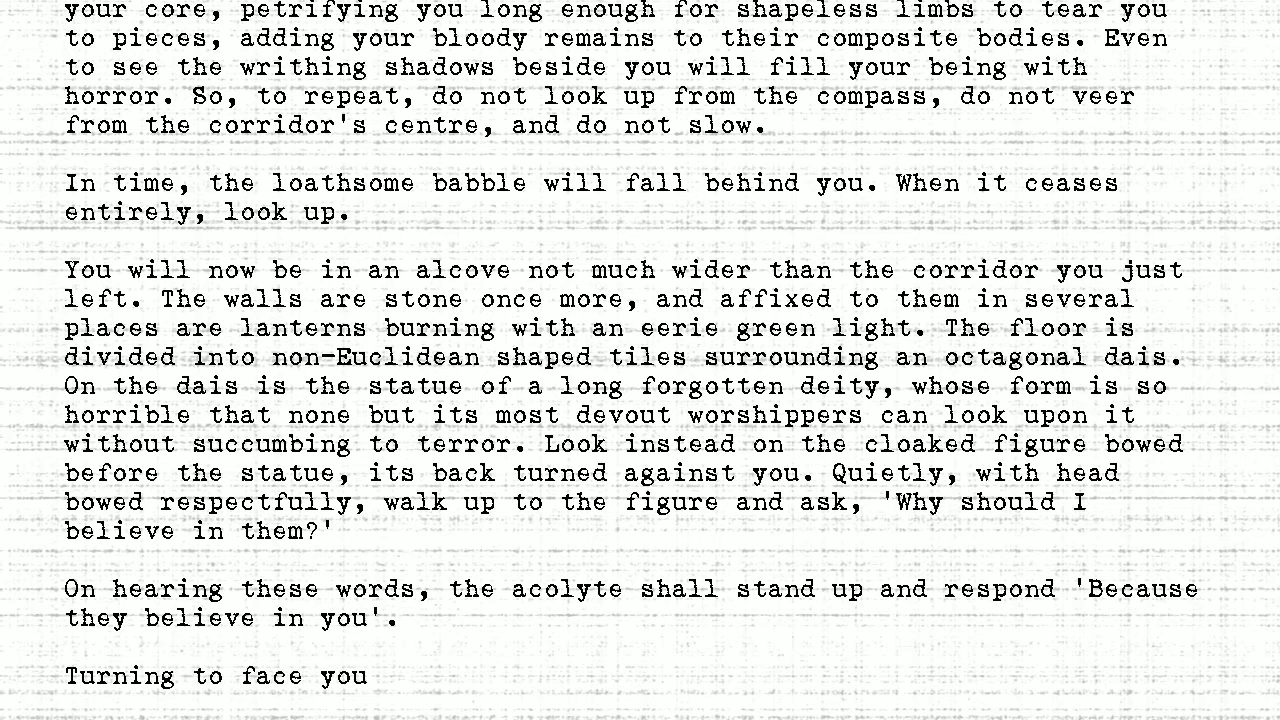 your core, petrifying you long enough for shapeless limbs to tear you
to pieces, adding your bloody remains to their composite bodies. Even
to see the writhing shadows beside you will fill your being with
horror. So, to repeat, do not look up from the compass, do not veer
from the corridor's centre, and do not slow.
In time, the loathsome babble will fall behind you. When it ceases
entirely, look up.
You will now be in an alcove not much wider than the corridor you just
left. The walls are stone once more, and affixed to them in several
places are lanterns burning with an eerie green light. The floor is
divided into non-Euclidean shaped tiles surrounding an octagonal dais.
On the dais is the statue of a long forgotten deity, whose form is so
horrible that none but its most devout worshippers can look upon it
without succumbing to terror. Look instead on the cloaked figure bowed
before the statue, its back turned against you. Quietly, with head
bowed respectfully, walk up to the figure and ask, 'Why should I
believe in them?'
On hearing these words, the acolyte shall stand up and respond 'Because
they believe in you'.
Turning to face you